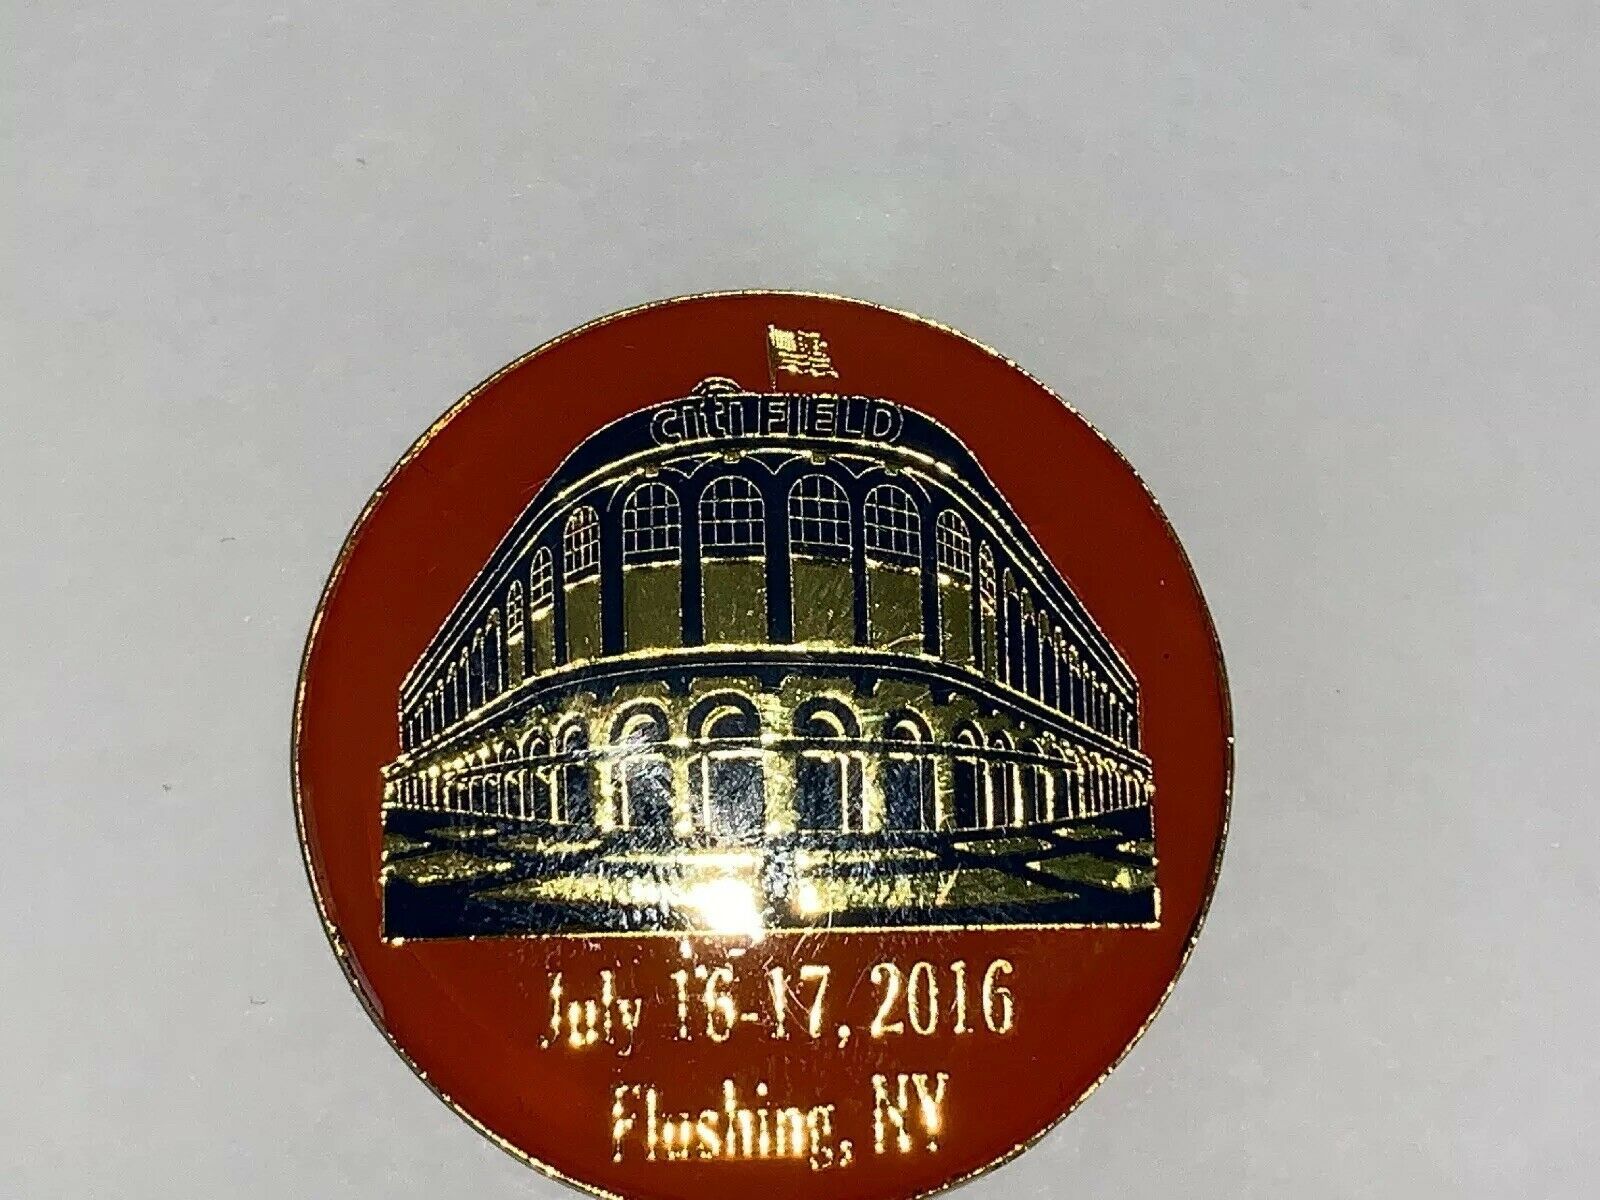 citi FIELD
July 16-17, 2016
Flushing, NY